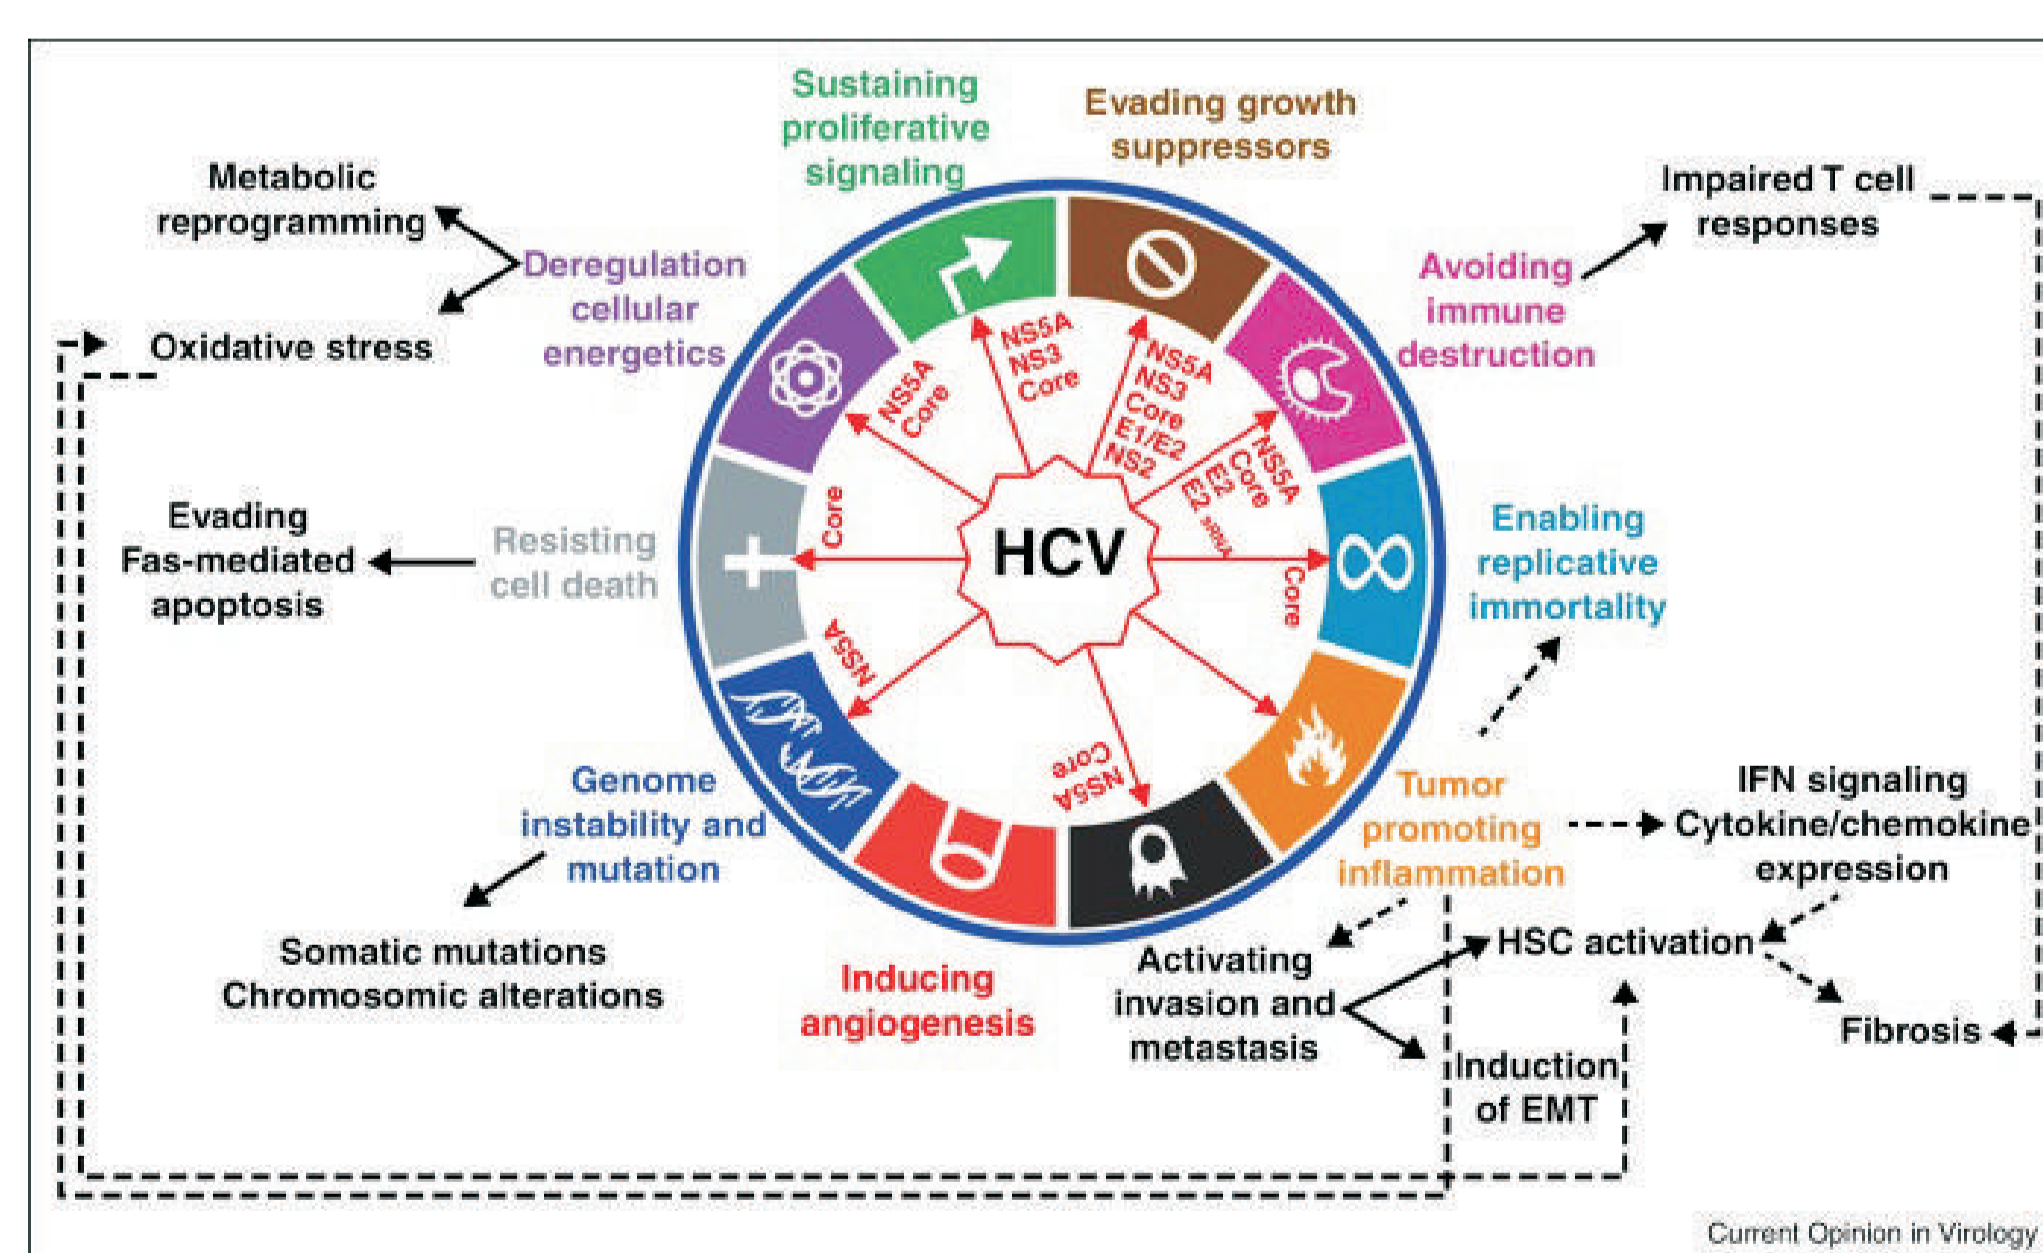 Sustaining
proliferative
signaling
Evading growth
suppressors
Metabolic
reprogramming
Impaired T cell
responses
Deregulation
cellular
energetics
Avoiding
immune
destruction
Oxidative stress
NS5A
Core
NS5A
NS3
Core
NS5A
NS3
Core
E1/E2
NS2
NS5A
Core
E2
E2 siRNA
Core
HCV
Core
Evading
Fas-mediated
apoptosis
Resisting
cell death
Enabling
replicative
immortality
NS5A
Core
NS5A
Genome
instability and
mutation
Tumor
promoting
inflammation
IFN signaling
Cytokine/chemokine
expression
Somatic mutations
Chromosomic alterations
Inducing
angiogenesis
Activating
invasion and
metastasis
HSC activation
Fibrosis
Induction
of EMT
Current Opinion in Virology